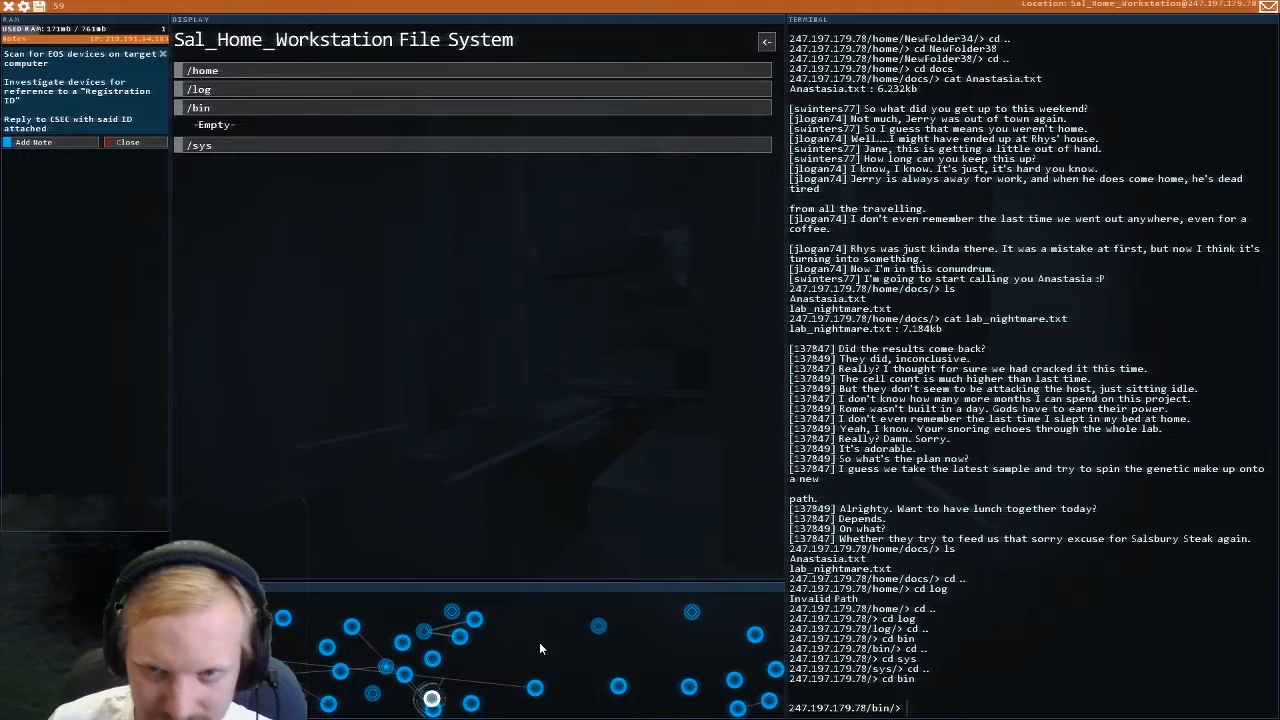 59
Location: Sal_Home_Workstation@247.197.179.78
RAM
USED RAM: 171mb / 761mb 1
notes
Scan for EOS devices on target
computer
Investigate devices for
reference to a "Registration
ID"
Reply to CSEC with said ID
attached
Add Note
Close
DISPLAY
Sal_Home_Workstation File System
<-
/home
/log
/bin
-Empty-
/sys
TERMINAL
247.197.179.78/home/NewFolder34/> cd ..
247.197.179.78/home/> cd NewFolder38
247.197.179.78/home/NewFolder38/> cd ..
247.197.179.78/home/> cd docs
247.197.179.78/home/docs/> cat Anastasia.txt
Anastasia.txt : 6.232kb
[swinters77] So what did you get up to this weekend?
[jlogan74] Not much, Jerry was out of town again.
[swinters77] So I guess that means you weren't home.
[jlogan74] Well....I might have ended up at Rhys' house.
[swinters77] Jane, this is getting a little out of hand.
[swinters77] How long can you keep this up?
[jlogan74] I know, I know. It's just, it's hard you know.
[jlogan74] Jerry is always away for work, and when he does come home, he's dead
tired
from all the travelling.
[jlogan74] I don't even remember the last time we went out anywhere, even for a
coffee.
[jlogan74] Rhys was just kinda there. It was a mistake at first, but now I think it's
turning into something.
[jlogan74] Now I'm in this conundrum.
[swinters77] I'm going to start calling you Anastasia :P
247.197.179.78/home/docs/> ls
Anastasia.txt
lab_nightmare.txt
247.197.179.78/home/docs/> cat lab_nightmare.txt
lab_nightmare.txt : 7.184kb
[137847] Did the results come back?
[137849] They did, inconclusive.
[137847] Really? I thought for sure we had cracked it this time.
[137849] The cell count is much higher than last time.
[137849] But they don't seem to be attacking the host, just sitting idle.
[137847] I don't know how many more months I can spend on this project.
[137849] Rome wasn't built in a day. Gods have to earn their power.
[137847] I don't even remember the last time I slept in my bed at home.
[137849] Yeah, I know. Your snoring echoes through the whole lab.
[137847] Really? Damn. Sorry.
[137849] It's adorable.
[137849] So what's the plan now?
[137847] I guess we take the latest sample and try to spin the genetic make up onto
a new
path.
[137849] Alrighty. Want to have lunch together today?
[137847] Depends.
[137849] On what?
[137847] Whether they try to feed us that sorry excuse for Salsbury Steak again.
247.197.179.78/home/docs/> ls
Anastasia.txt
lab_nightmare.txt
247.197.179.78/home/docs/> cd ..
247.197.179.78/home/> cd log
Invalid Path
247.197.179.78/home/> cd ..
247.197.179.78/> cd log
247.197.179.78/log/> cd ..
247.197.179.78/> cd bin
247.197.179.78/bin/> cd ..
247.197.179.78/> cd sys
247.197.179.78/sys/> cd ..
247.197.179.78/> cd bin
247.197.179.78/bin/>